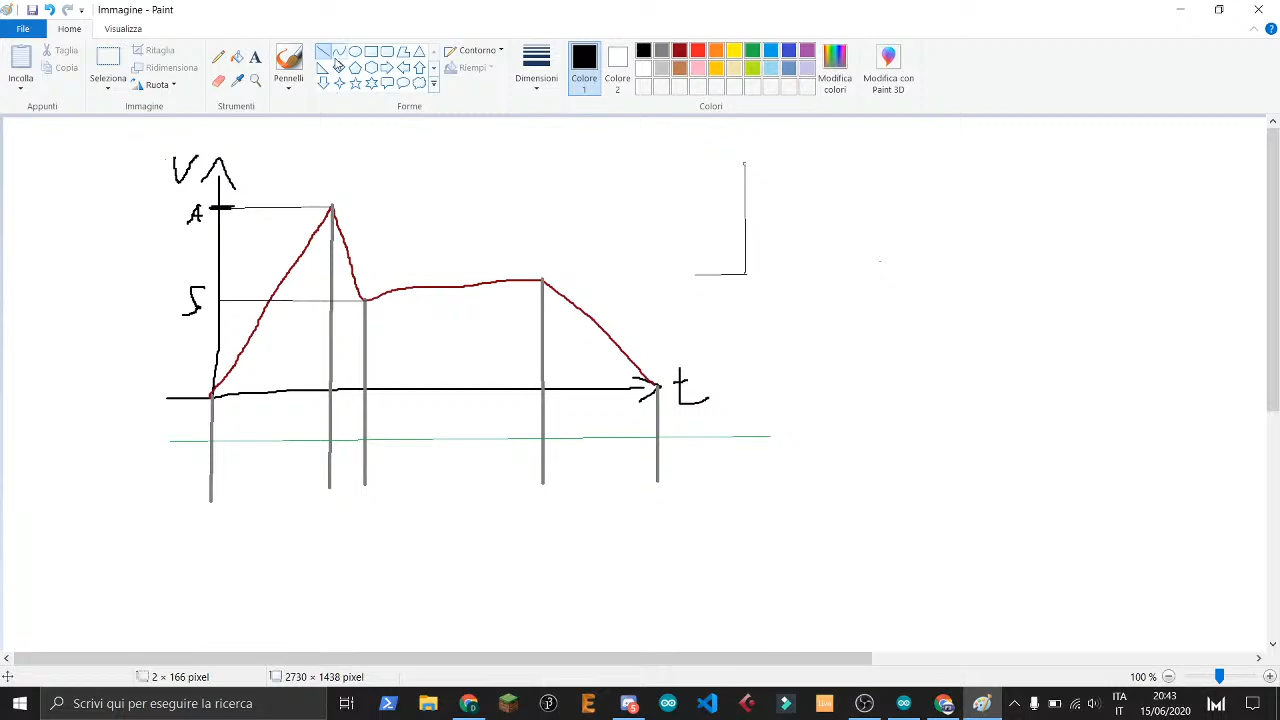 Immagine - Paint
File Home Visualizza
Incolla
Taglia
Copia
Appunti
Seleziona
Ritaglia
Ridimensiona
Ruota
Immagine
Strumenti
A
Pennelli
Forme
Contorno
Riempi
Dimensioni
Colore
1
Colore
2
Colori
Modifica
colori
Modifica con
Paint 3D
V
A
S
t
2 × 166 pixel
2730 × 1438 pixel
100 %
Scrivi qui per eseguire la ricerca
ITA
IT
20:43
15/06/2020